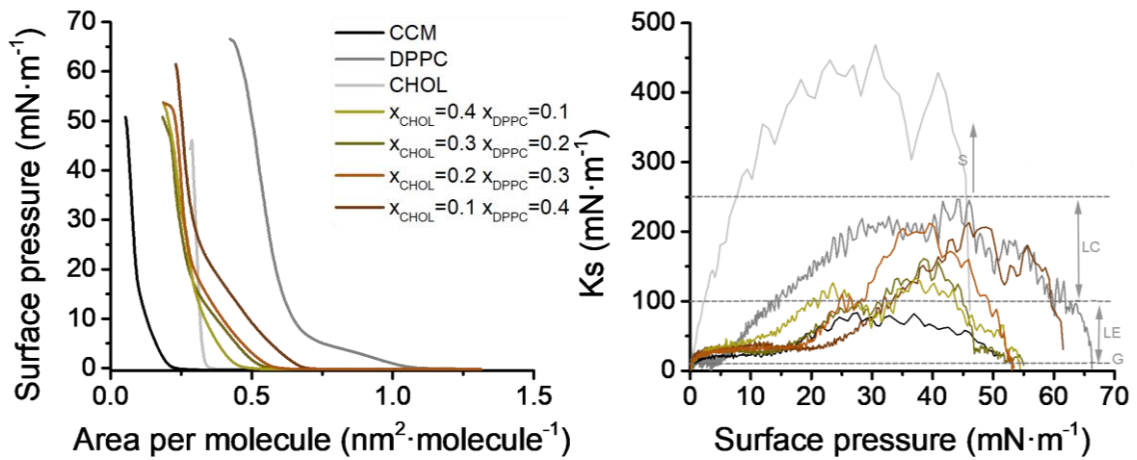 Surface pressure (mN·m⁻¹)
70
60
50
40
30
20
10
0
0.0
0.5
1.0
1.5
Area per molecule (nm²·molecule⁻¹)
CCM
DPPC
CHOL
xCHOL=0.4 xDPPC=0.1
xCHOL=0.3 xDPPC=0.2
xCHOL=0.2 xDPPC=0.3
xCHOL=0.1 xDPPC=0.4
Ks (mN·m⁻¹)
500
400
300
200
100
0
S
LC
LE
G
0 10 20 30 40 50 60 70
Surface pressure (mN·m⁻¹)